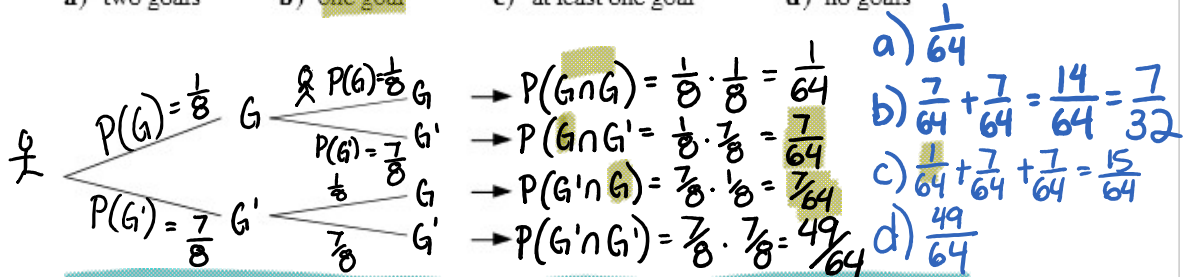 a) two goals b) one goal c) at least one goal d) no goals
P(G) = 1/8 G P(G) = 1/8 G → P(G∩G) = 1/8 · 1/8 = 1/64
P(G') = 7/8 G' → P(G∩G' = 1/8 · 7/8 = 7/64
P(G') = 7/8 G' 1/8 G → P(G'∩G) = 7/8 · 1/8 = 7/64
7/8 G' → P(G'∩G') = 7/8 · 7/8 = 49/64
a) 1/64
b) 7/64 + 7/64 = 14/64 = 7/32
c) 1/64 + 7/64 + 7/64 = 15/64
d) 49/64